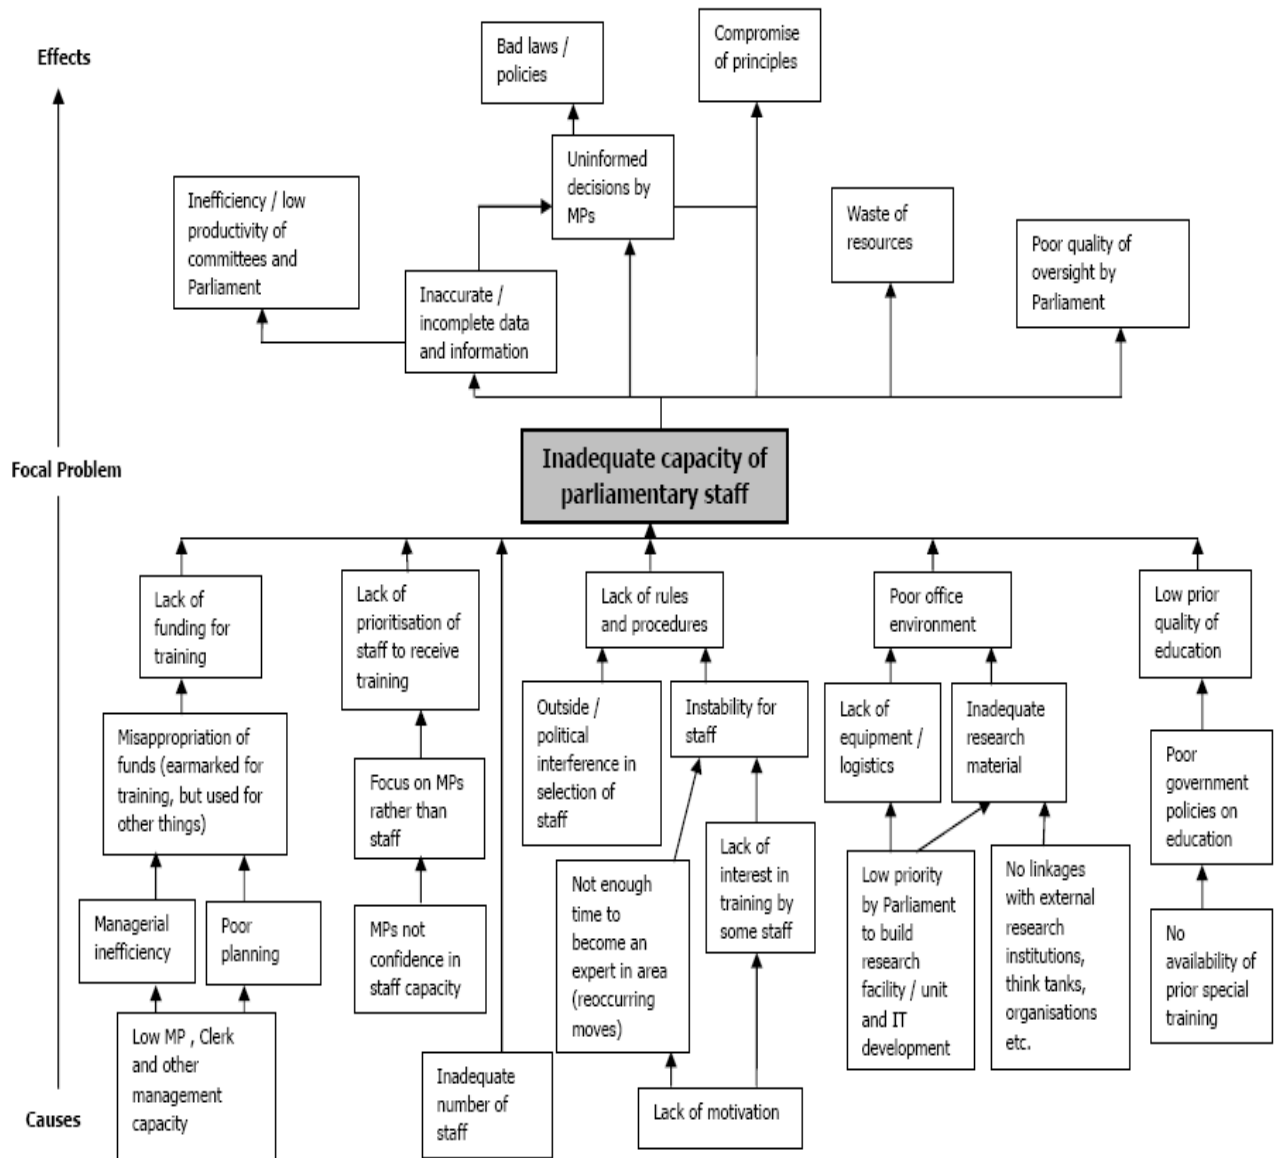 Effects
Bad laws /
policies
Compromise
of principles
Uninformed
decisions by
MPs
Inefficiency / low
productivity of
committees and
Parliament
Waste of
resources
Poor quality of
oversight by
Parliament
Inaccurate /
incomplete data
and information
Focal Problem
Inadequate capacity of
parliamentary staff
Lack of
funding for
training
Lack of
prioritisation of
staff to receive
training
Lack of rules
and procedures
Poor office
environment
Low prior
quality of
education
Misappropriation of
funds (earmarked for
training, but used for
other things)
Focus on MPs
rather than
staff
Outside /
political
interference in
selection of
staff
Instability for
staff
Lack of
equipment /
logistics
Inadequate
research
material
Poor
government
policies on
education
Managerial
inefficiency
Poor
planning
MPs not
confidence in
staff capacity
Not enough
time to
become an
expert in area
(reoccurring
moves)
Lack of
interest in
training by
some staff
Low priority
by Parliament
to build
research
facility / unit
and IT
development
No linkages
with external
research
institutions,
think tanks,
organisations
etc.
No
availability of
prior special
training
Low MP , Clerk
and other
management
capacity
Inadequate
number of
staff
Lack of motivation
Causes